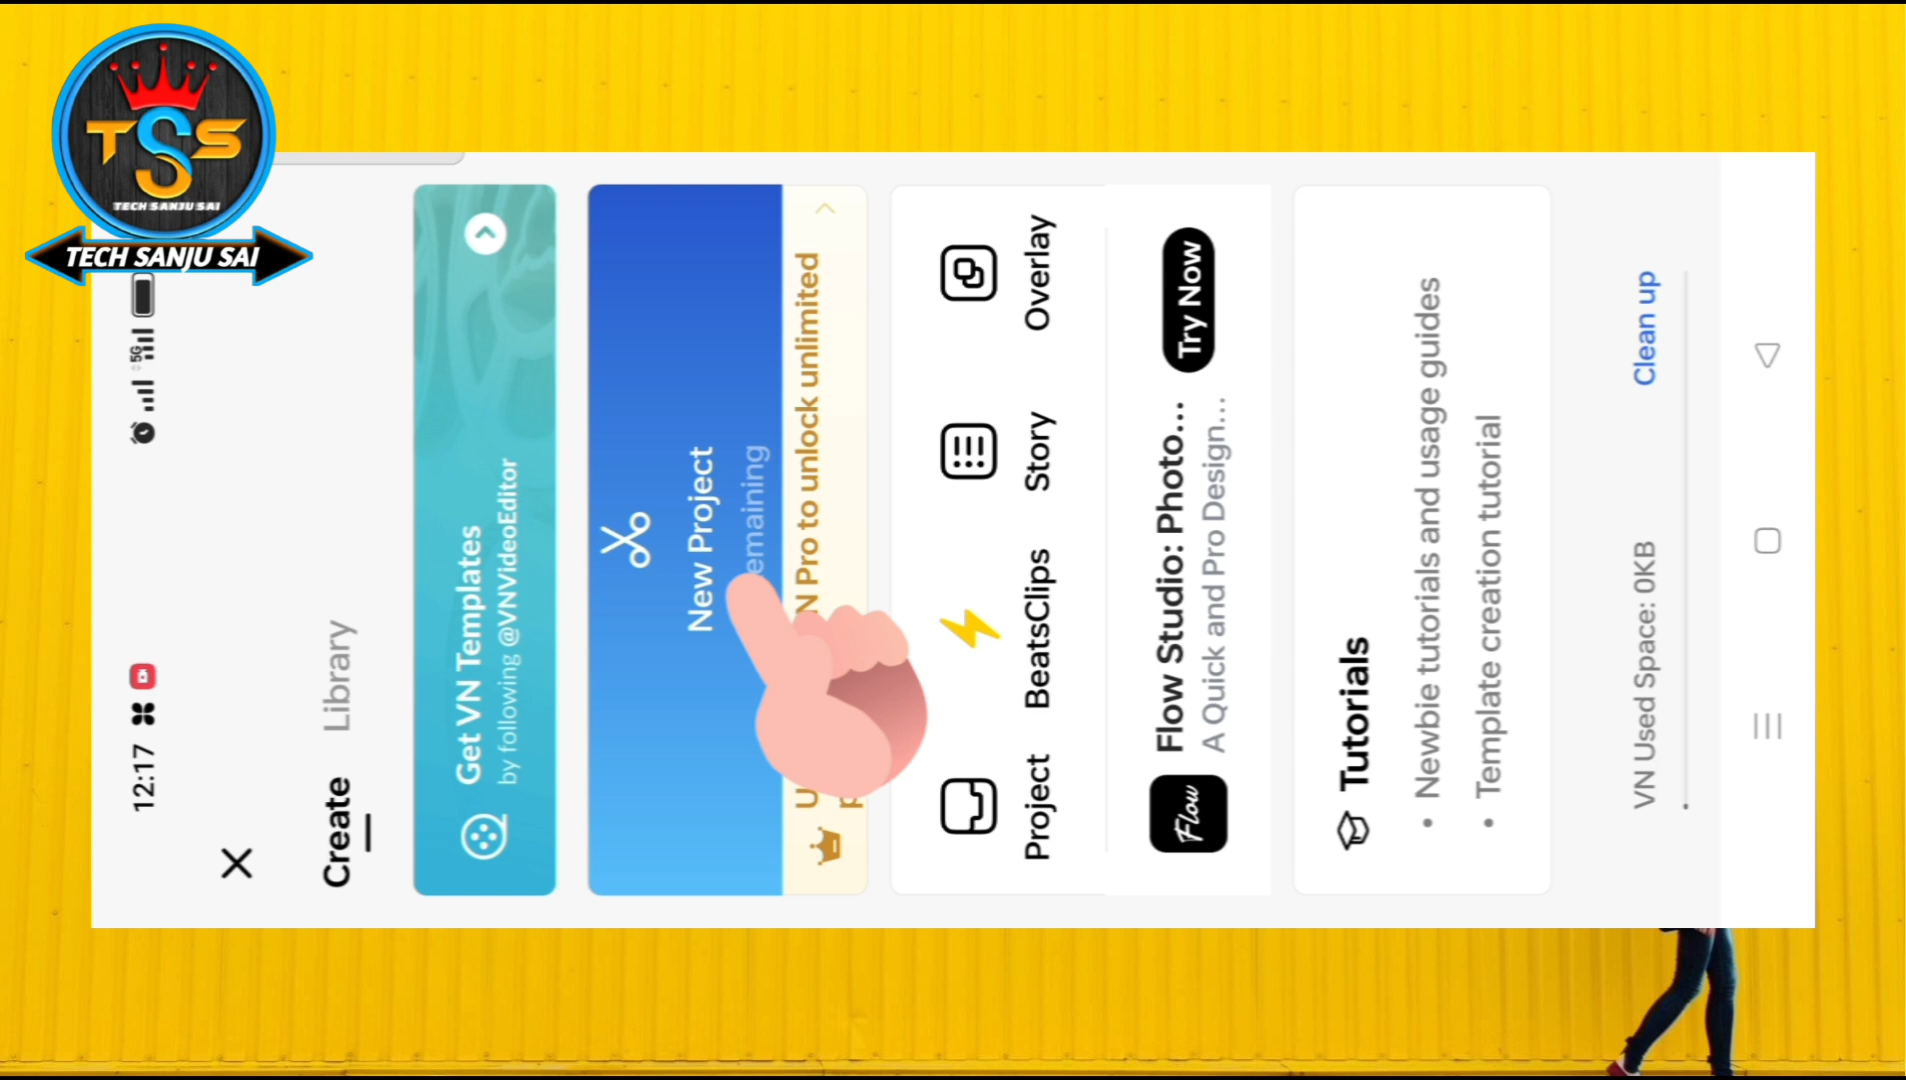 TSS
TECH SANJU SAI
TECH SANJU SAI
12:17
5G
Create Library
Get VN Templates
by following @VNVideoEditor
New Project
emaining
N Pro to unlock unlimited
Project BeatsClips Story Overlay
Flow
Flow Studio: Photo...
A Quick and Pro Design...
Try Now
Tutorials
• Newbie tutorials and usage guides
• Template creation tutorial
VN Used Space: 0KB Clean up